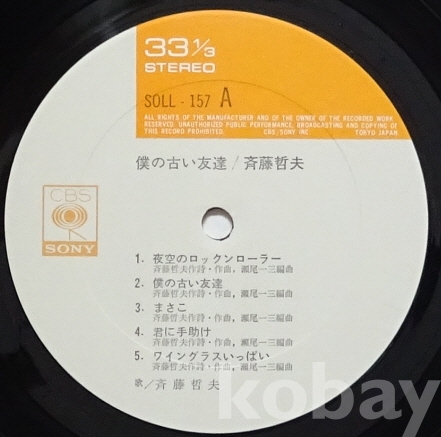 33 1/3
STEREO
SOLL - 157 A
ALL RIGHTS OF THE MANUFACTURER AND OF THE OWNER OF THE RECORDED WORK
RESERVED. UNAUTHORIZED PUBLIC PERFORMANCE, BROADCASTING AND COPYING OF
THIS RECORD PROHIBITED. CBS/SONY INC TOKYO JAPAN
僕の古い友達/斉藤哲夫
CBS
SONY
1. 夜空のロックンローラー
斉藤哲夫作詩・作曲, 瀬尾一三編曲
2. 僕の古い友達
斉藤哲夫作詩・作曲, 瀬尾一三編曲
3. まさこ
斉藤哲夫作詩・作曲, 瀬尾一三編曲
4. 君に手助け
斉藤哲夫作詩・作曲, 瀬尾一三編曲
5. ワイングラスいっぱい
斉藤哲夫作詩・作曲, 瀬尾一三編曲
歌/斉藤哲夫
kobay